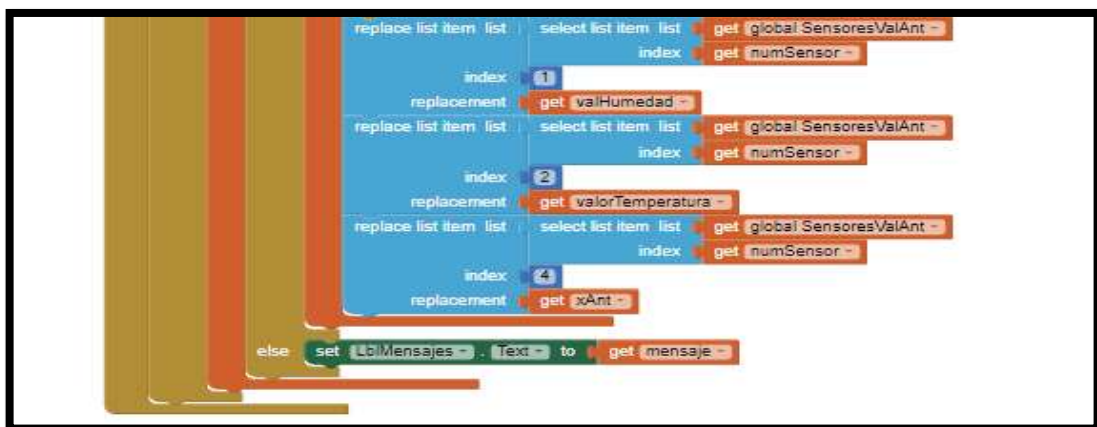 replace list item list select list item list get global SensoresValAnt
index get numSensor
index 1
replacement get valHumedad
replace list item list select list item list get global SensoresValAnt
index get numSensor
index 2
replacement get valorTemperatura
replace list item list select list item list get global SensoresValAnt
index get numSensor
index 4
replacement get xAnt
else set LblMensajes . Text to get mensaje